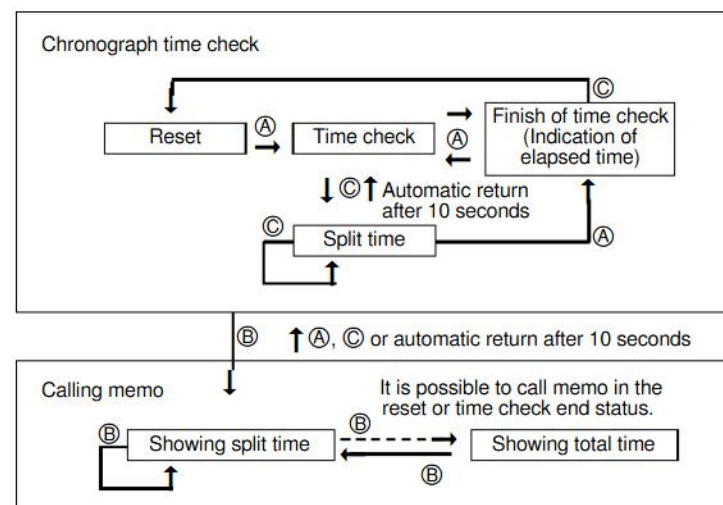 Chronograph time check
Ⓒ
Reset
Ⓐ
Time check
Ⓐ
Finish of time check
(Indication of
elapsed time)
Ⓒ
Automatic return
after 10 seconds
Ⓒ
Split time
Ⓐ
Ⓑ
Ⓐ, Ⓒ or automatic return after 10 seconds
Calling memo
It is possible to call memo in the
reset or time check end status.
Ⓑ
Showing split time
Ⓑ
Ⓑ
Showing total time